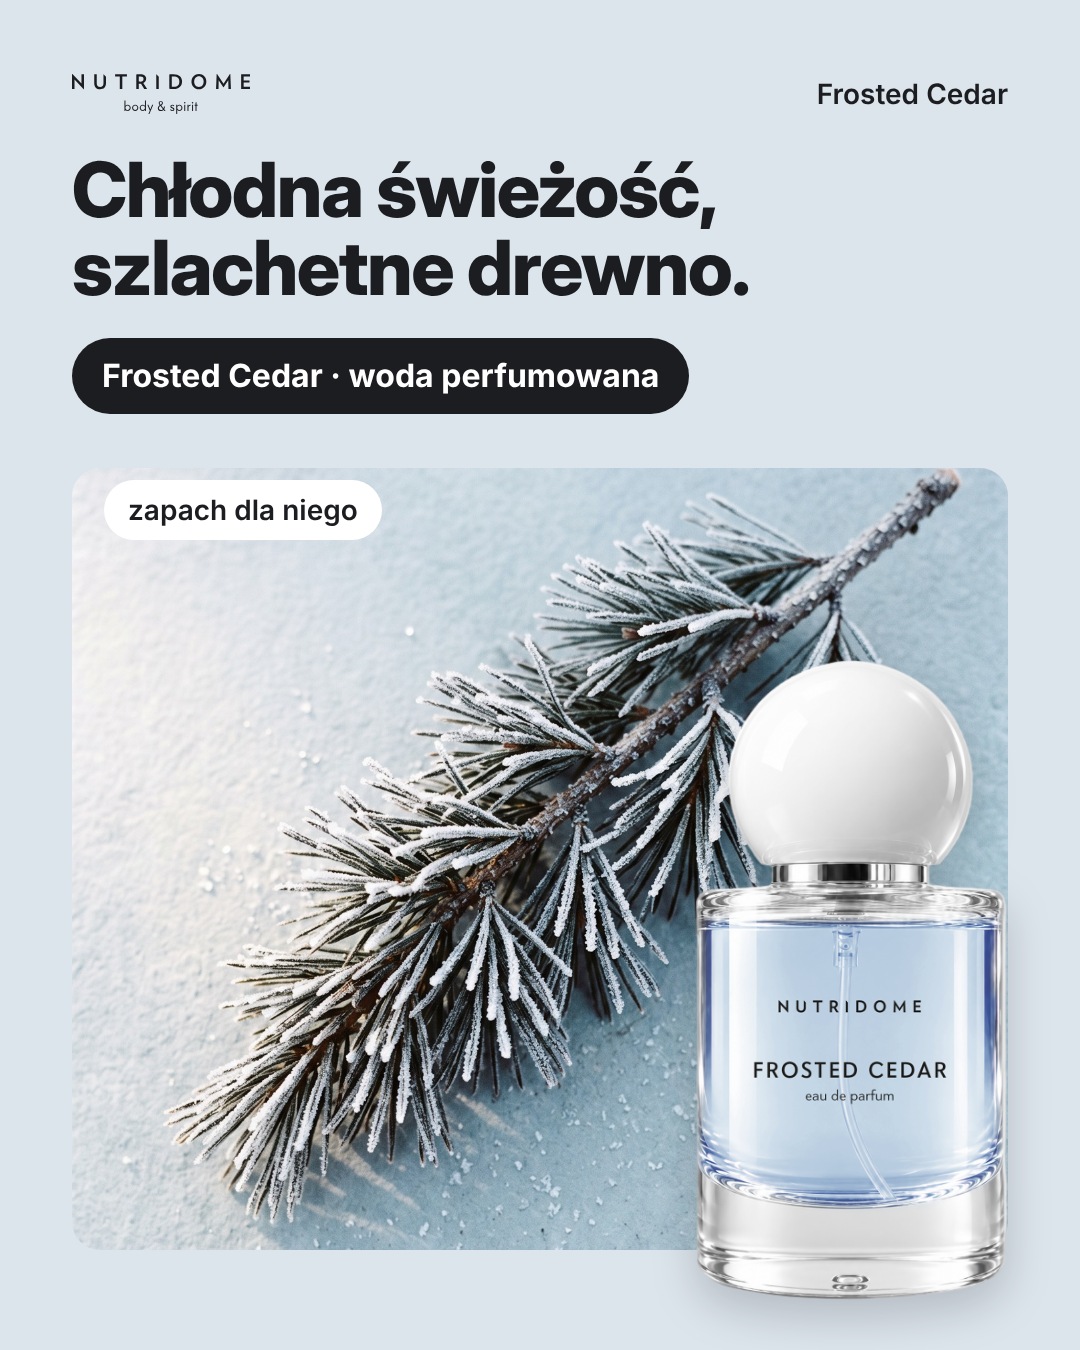 NUTRIDOME
body & spirit
Frosted Cedar
Chłodna świeżość,
szlachetne drewno.
Frosted Cedar · woda perfumowana
zapach dla niego
NUTRIDOME
FROSTED CEDAR
eau de parfum